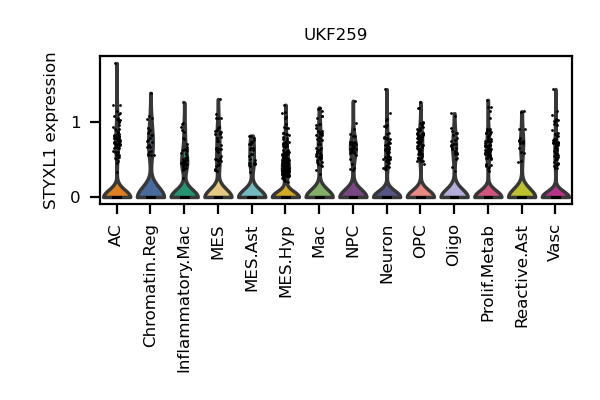 UKF259
STYXL1 expression
1
0
AC
Chromatin.Reg
Inflammatory.Mac
MES
MES.Ast
MES.Hyp
Mac
NPC
Neuron
OPC
Oligo
Prolif.Metab
Reactive.Ast
Vasc